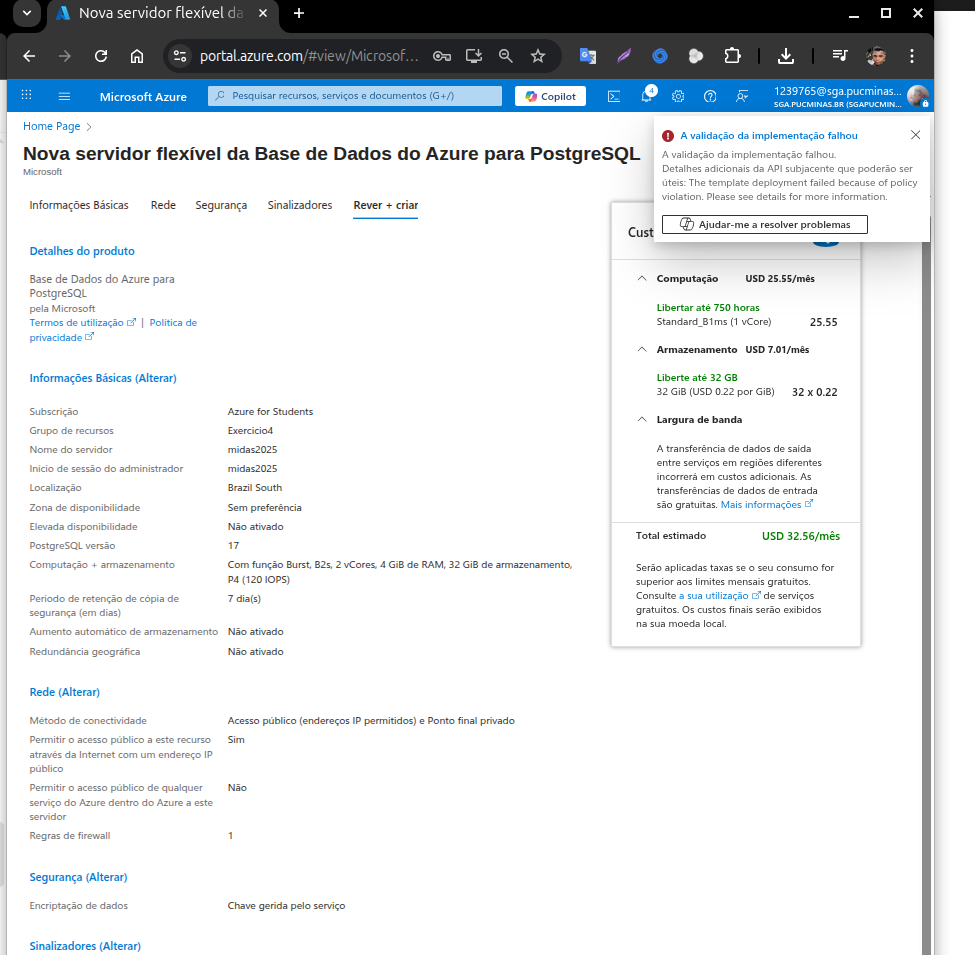 Nova servidor flexível da
portal.azure.com/#view/Microsof...
Microsoft Azure
Pesquisar recursos, serviços e documentos (G+/)
Copilot
4
1239765@sga.pucminas...
SGA.PUCMINAS.BR (SGAPUCMIN...
Home Page
Nova servidor flexível da Base de Dados do Azure para PostgreSQL
Microsoft
A validação da implementação falhou
A validação da implementação falhou.
Detalhes adicionais da API subjacente que poderão ser
úteis: The template deployment failed because of policy
violation. Please see details for more information.
Ajudar-me a resolver problemas
Informações Básicas
Rede
Segurança
Sinalizadores
Rever + criar
Detalhes do produto
Base de Dados do Azure para
PostgreSQL
pela Microsoft
Termos de utilização | Política de
privacidade
Informações Básicas (Alterar)
Subscrição Azure for Students
Grupo de recursos Exercicio4
Nome do servidor midas2025
Início de sessão do administrador midas2025
Localização Brazil South
Zona de disponibilidade Sem preferência
Elevada disponibilidade Não ativado
PostgreSQL versão 17
Computação + armazenamento Com função Burst, B2s, 2 vCores, 4 GiB de RAM, 32 GiB de armazenamento,
P4 (120 IOPS)
Período de retenção de cópia de 7 dia(s)
segurança (em dias)
Aumento automático de armazenamento Não ativado
Redundância geográfica Não ativado
Rede (Alterar)
Método de conectividade Acesso público (endereços IP permitidos) e Ponto final privado
Permitir o acesso público a este recurso Sim
através da Internet com um endereço IP
público
Permitir o acesso público de qualquer Não
serviço do Azure dentro do Azure a este
servidor
Regras de firewall 1
Segurança (Alterar)
Encriptação de dados Chave gerida pelo serviço
Sinalizadores (Alterar)
Cust
Computação USD 25.55/mês
Libertar até 750 horas
Standard_B1ms (1 vCore) 25.55
Armazenamento USD 7.01/mês
Liberte até 32 GB
32 GiB (USD 0.22 por GiB) 32 x 0.22
Largura de banda
A transferência de dados de saída
entre serviços em regiões diferentes
incorrerá em custos adicionais. As
transferências de dados de entrada
são gratuitas. Mais informações
Total estimado USD 32.56/mês
Serão aplicadas taxas se o seu consumo for
superior aos limites mensais gratuitos.
Consulte a sua utilização de serviços
gratuitos. Os custos finais serão exibidos
na sua moeda local.